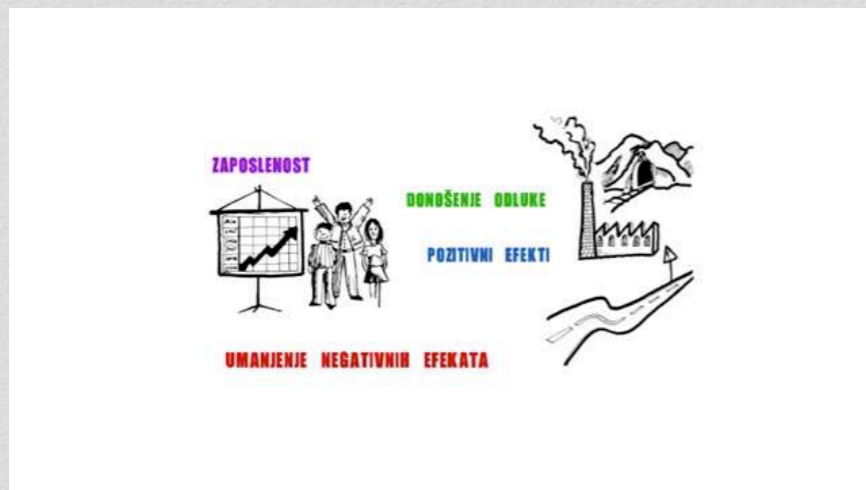 ZAPOSLENOST
DONOŠENJE ODLUKE
POZITIVNI EFEKTI
UMANJENJE NEGATIVNIH EFEKATA